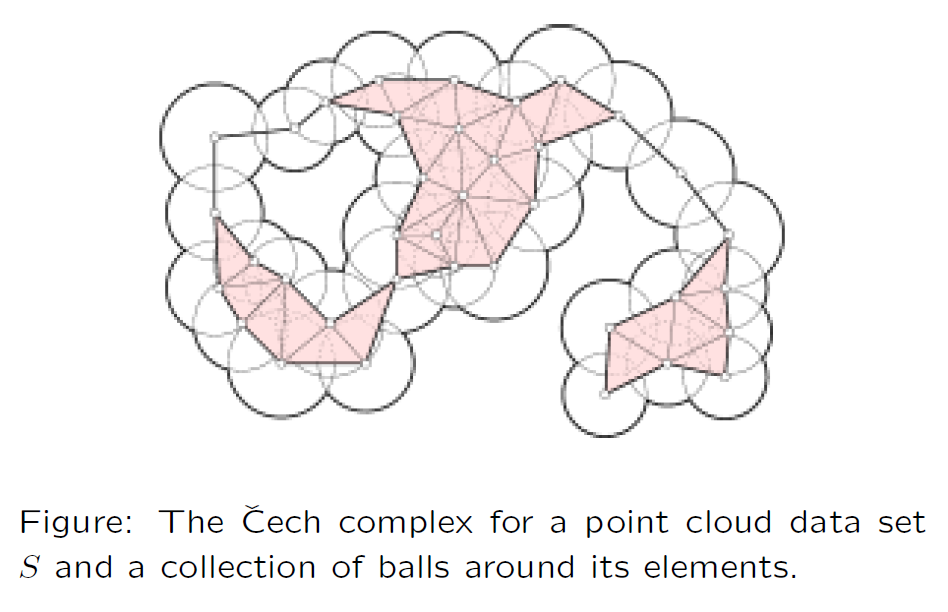 Figure: The Čech complex for a point cloud data set
S and a collection of balls around its elements.